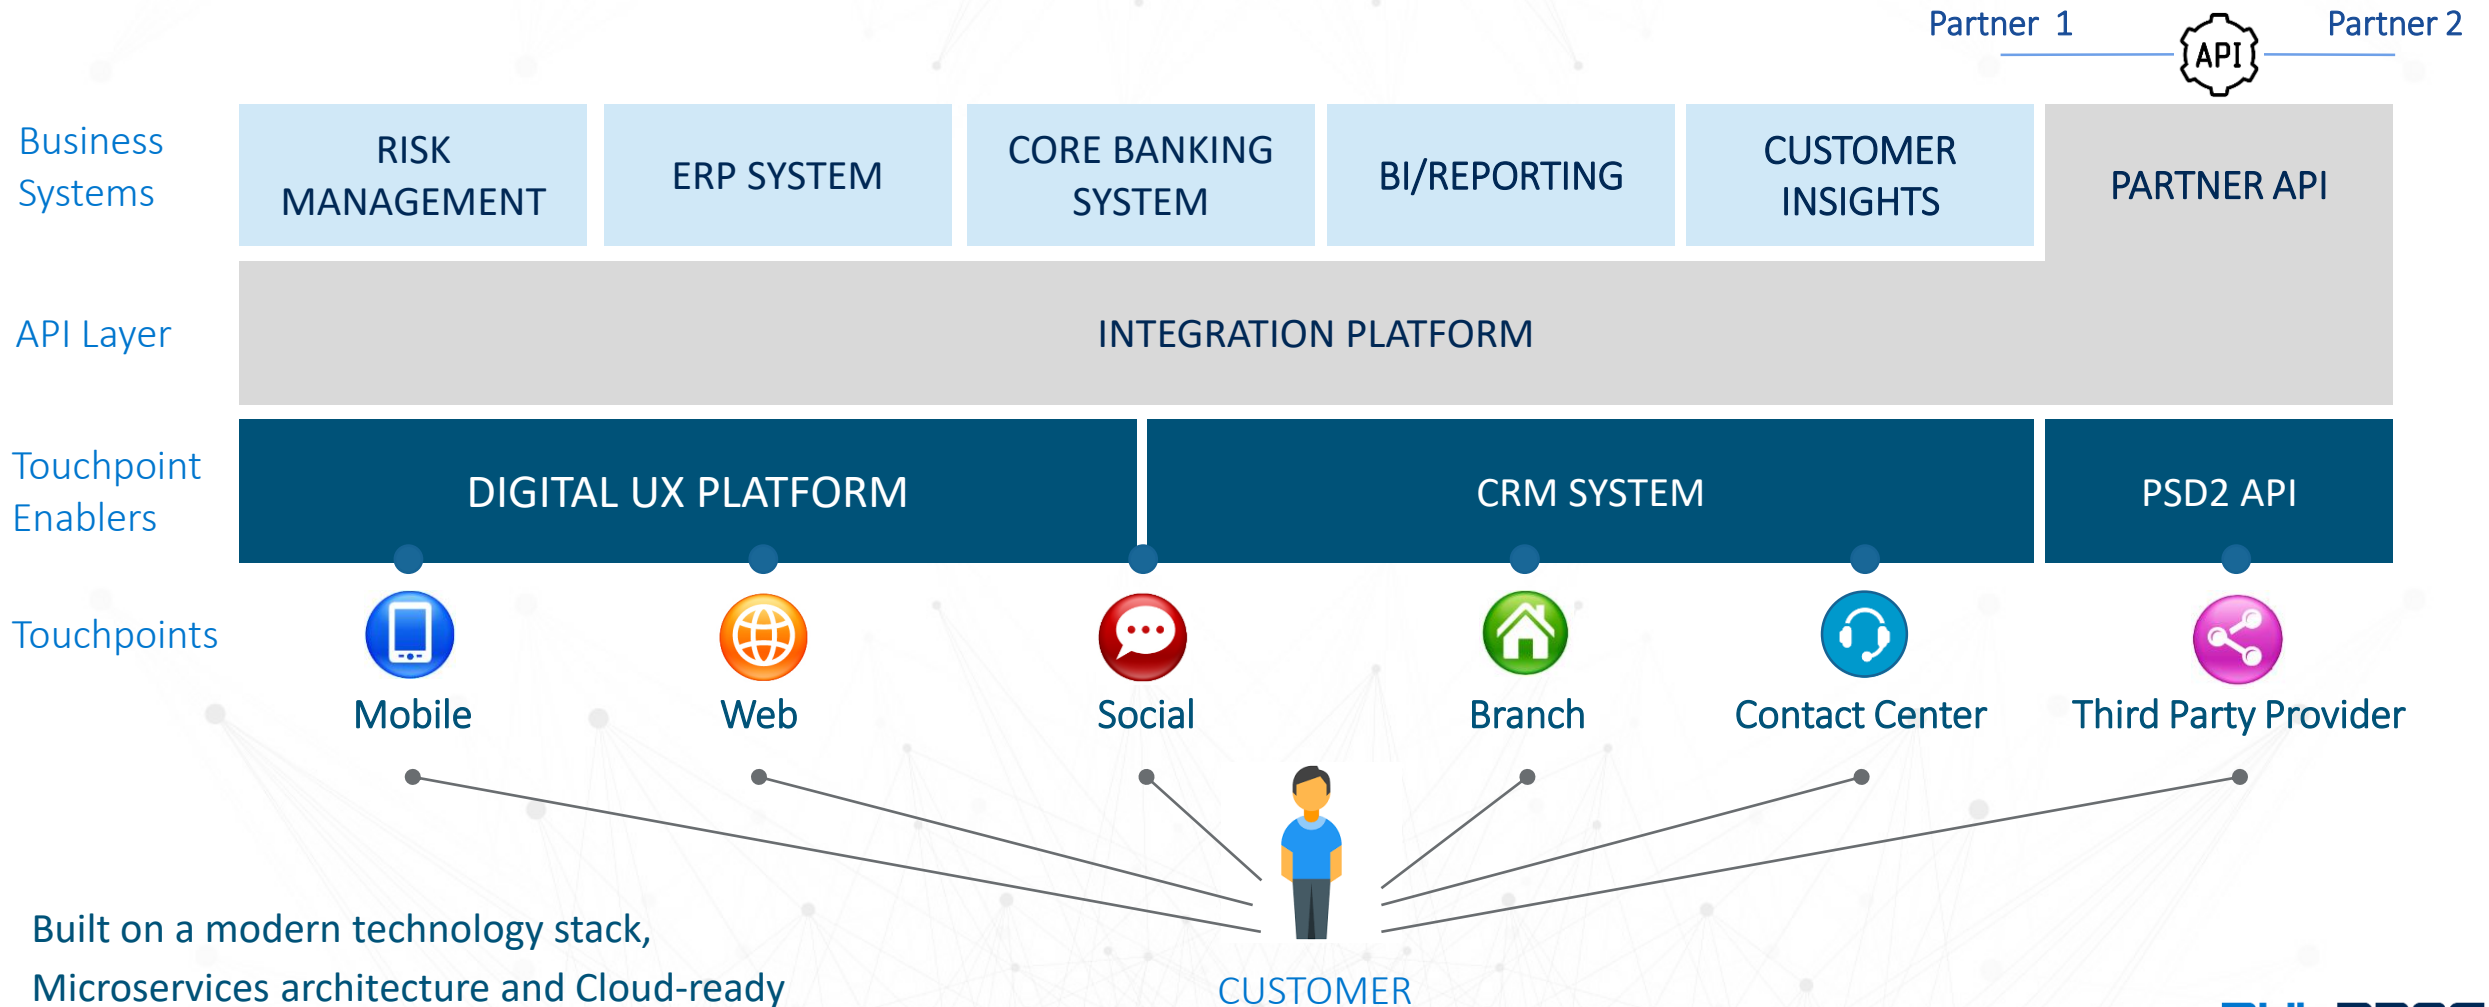 Partner 1
API
Partner 2
Business
Systems
RISK
MANAGEMENT
ERP SYSTEM
CORE BANKING
SYSTEM
BI/REPORTING
CUSTOMER
INSIGHTS
PARTNER API
API Layer
INTEGRATION PLATFORM
Touchpoint
Enablers
DIGITAL UX PLATFORM
CRM SYSTEM
PSD2 API
Touchpoints
Mobile
Web
Social
Branch
Contact Center
Third Party Provider
Built on a modern technology stack,
Microservices architecture and Cloud-ready
CUSTOMER